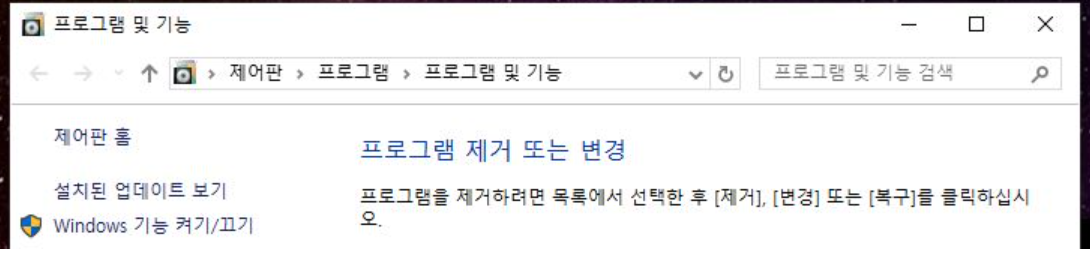 프로그램 및 기능
제어판 › 프로그램 › 프로그램 및 기능
프로그램 및 기능 검색
제어판 홈
프로그램 제거 또는 변경
설치된 업데이트 보기
프로그램을 제거하려면 목록에서 선택한 후 [제거], [변경] 또는 [복구]를 클릭하십시
오.
Windows 기능 켜기/끄기